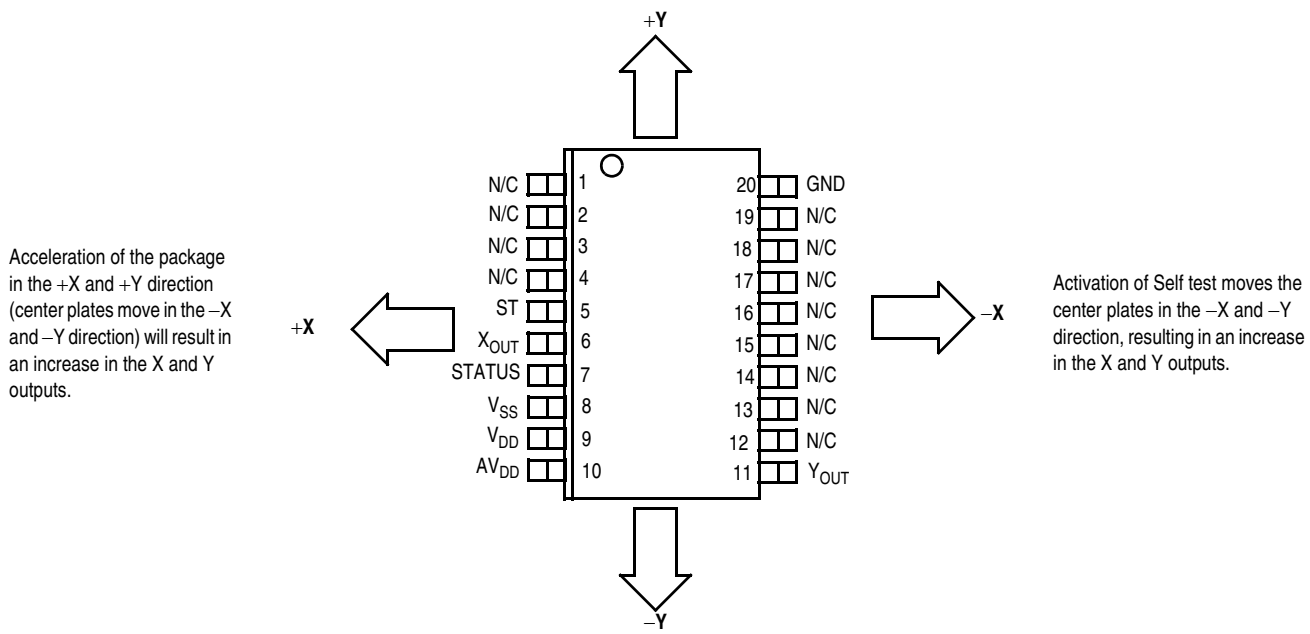 +Y
N/C 1
N/C 2
N/C 3
N/C 4
ST 5
XOUT 6
STATUS 7
VSS 8
VDD 9
AVDD 10
20 GND
19 N/C
18 N/C
17 N/C
16 N/C
15 N/C
14 N/C
13 N/C
12 N/C
11 YOUT
Acceleration of the package
in the +X and +Y direction
(center plates move in the –X
and –Y direction) will result in
an increase in the X and Y
outputs.
+X
–X
Activation of Self test moves the
center plates in the –X and –Y
direction, resulting in an increase
in the X and Y outputs.
–Y